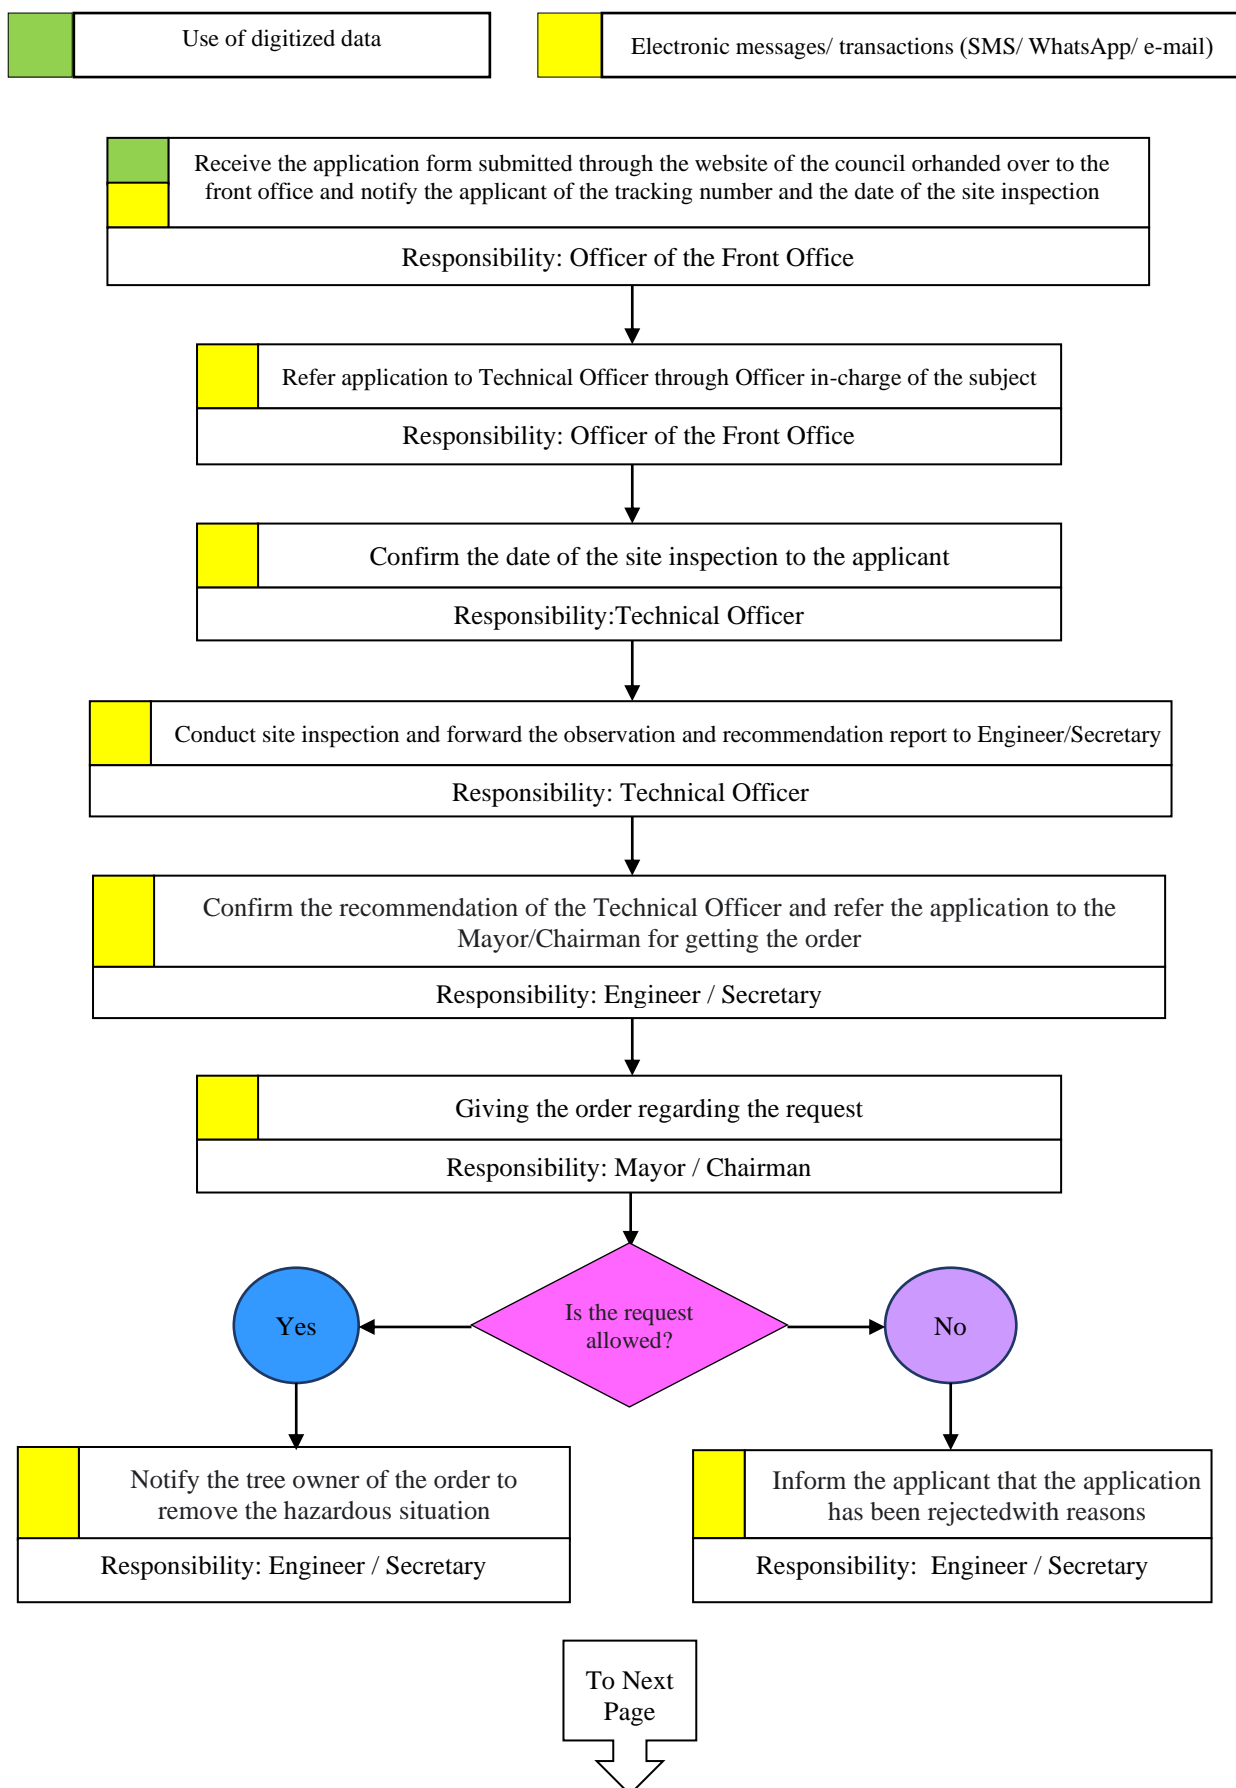 Use of digitized data
Electronic messages/ transactions (SMS/ WhatsApp/ e-mail)
Receive the application form submitted through the website of the council orhanded over to the
front office and notify the applicant of the tracking number and the date of the site inspection
Responsibility: Officer of the Front Office
Refer application to Technical Officer through Officer in-charge of the subject
Responsibility: Officer of the Front Office
Confirm the date of the site inspection to the applicant
Responsibility:Technical Officer
Conduct site inspection and forward the observation and recommendation report to Engineer/Secretary
Responsibility: Technical Officer
Confirm the recommendation of the Technical Officer and refer the application to the
Mayor/Chairman for getting the order
Responsibility: Engineer / Secretary
Giving the order regarding the request
Responsibility: Mayor / Chairman
Is the request
allowed?
Yes
No
Notify the tree owner of the order to
remove the hazardous situation
Responsibility: Engineer / Secretary
Inform the applicant that the application
has been rejectedwith reasons
Responsibility:  Engineer / Secretary
To Next
Page